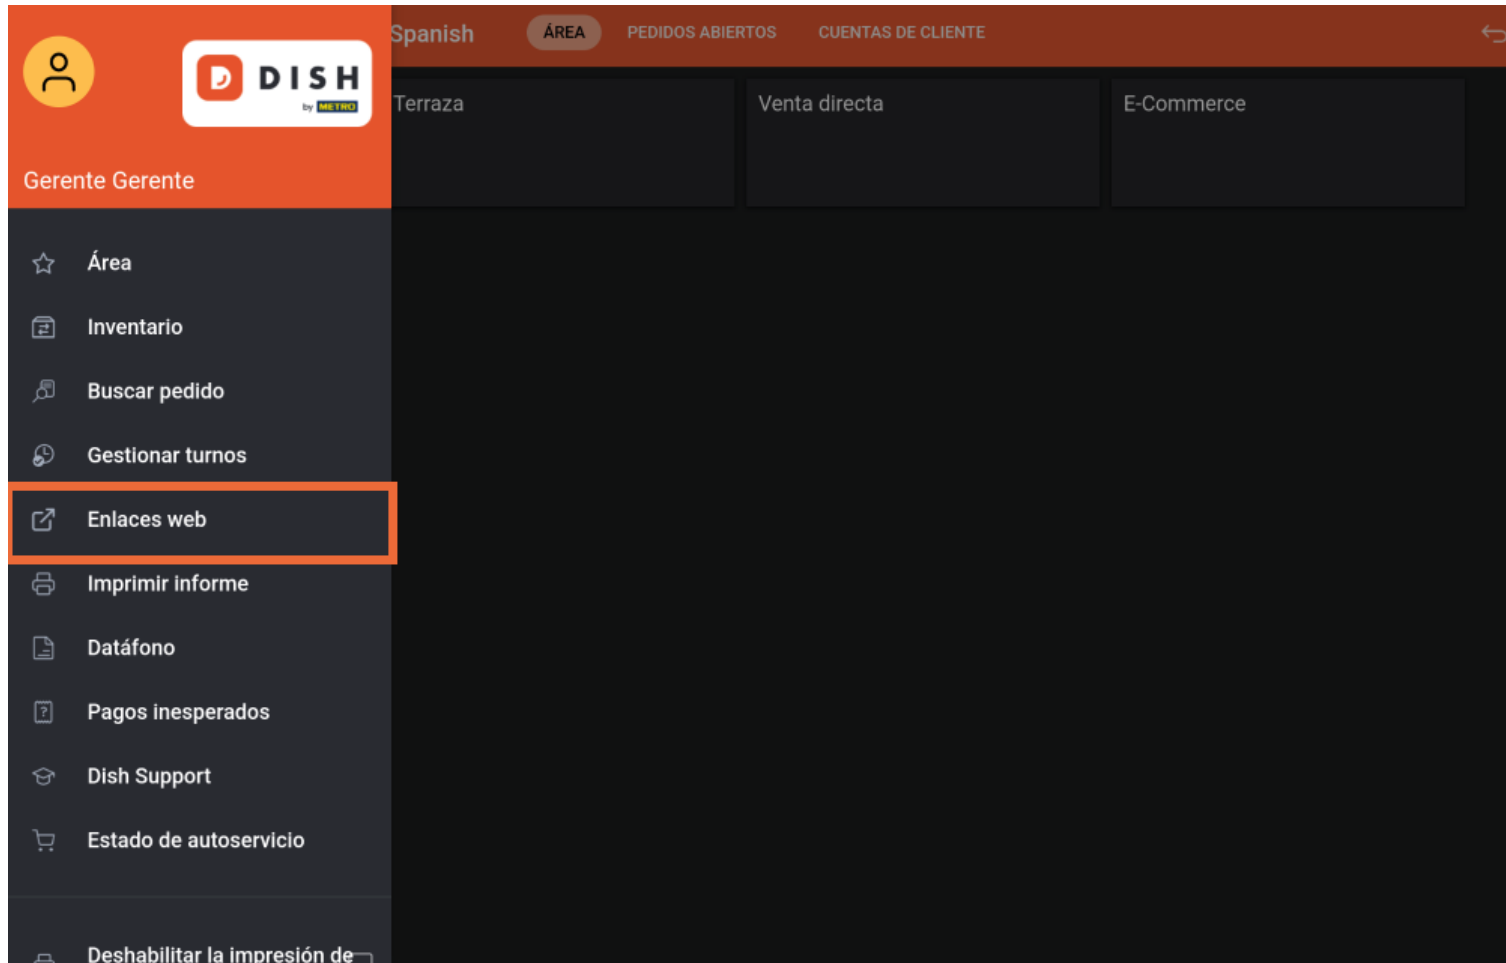 DISH
by METRO
Gerente Gerente
Spanish
ÁREA
PEDIDOS ABIERTOS
CUENTAS DE CLIENTE
Terraza
Venta directa
E-Commerce
Área
Inventario
Buscar pedido
Gestionar turnos
Enlaces web
Imprimir informe
Datáfono
Pagos inesperados
Dish Support
Estado de autoservicio
Deshabilitar la impresión de